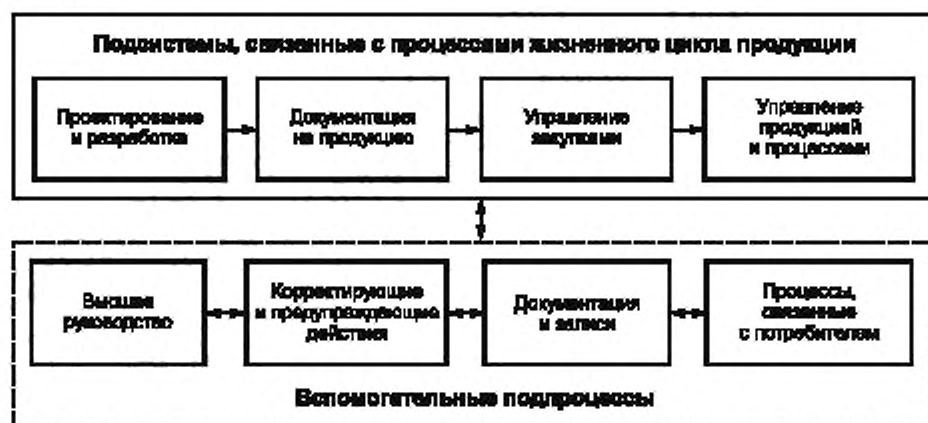 Подсистемы, связанные с процессами жизненного цикла продукции
Проектирование
и разработка
Документация
на продукцию
Управление
закупками
Управление
продукцией
и процессами
Высшее
руководство
Корректирующие
и предупреждающие
действия
Документация
и записи
Процессы,
связанные
с потребителем
Вспомогательные подпроцессы